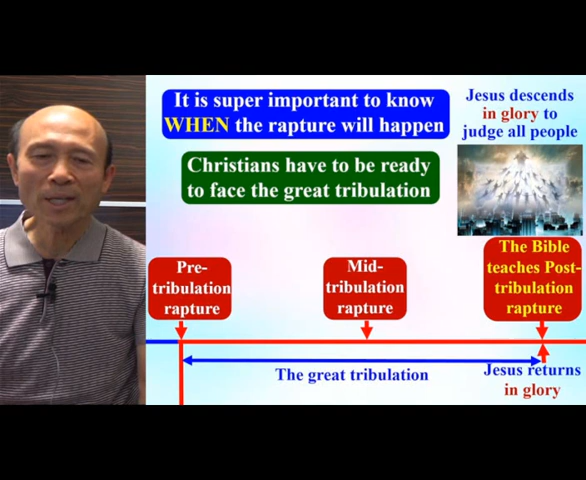 It is super important to know
WHEN the rapture will happen
Jesus descends
in glory to
judge all people
Christians have to be ready
to face the great tribulation
Pre-
tribulation
rapture
Mid-
tribulation
rapture
The Bible
teaches Post-
tribulation
rapture
The great tribulation
Jesus returns
in glory